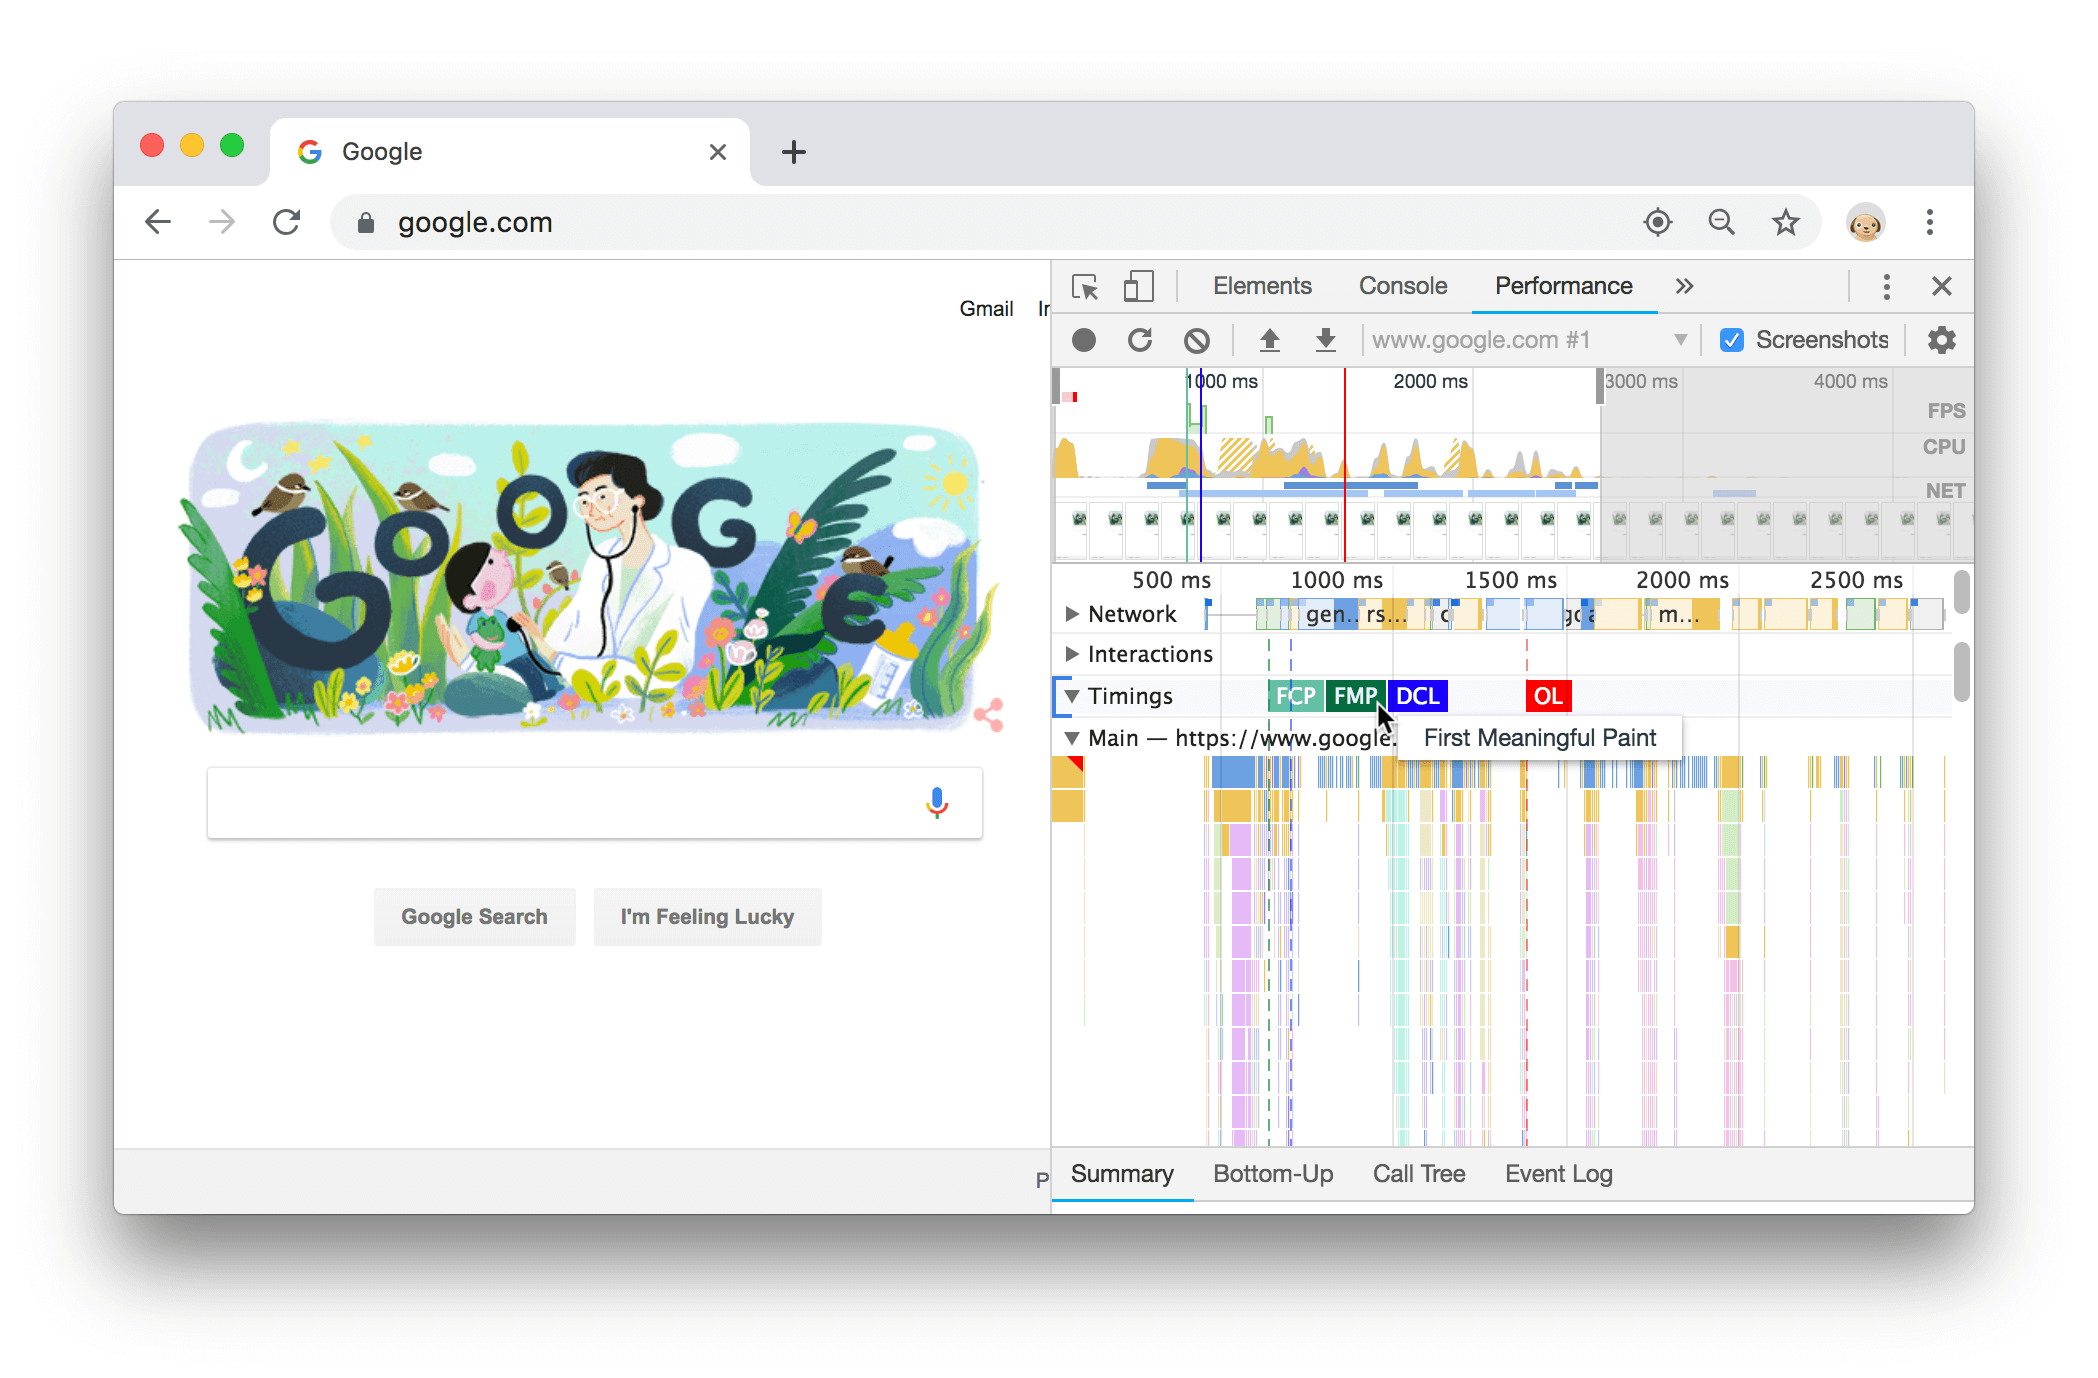 Google
google.com
Gmail
GOOGLE
Google Search
I'm Feeling Lucky
P
Elements Console Performance »
www.google.com #1 Screenshots
1000 ms 2000 ms 3000 ms 4000 ms
FPS
CPU
NET
500 ms 1000 ms 1500 ms 2000 ms 2500 ms
Network gen... rs... m...
Interactions
Timings FCP FMP DCL OL
Main — https://www.google.
First Meaningful Paint
Summary Bottom-Up Call Tree Event Log